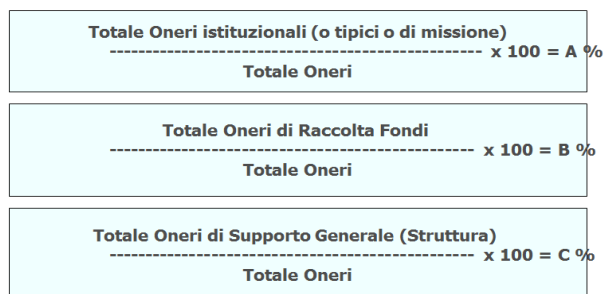 Totale Oneri istituzionali (o tipici o di missione)
---------------------------------------------------- x 100 = A %
Totale Oneri
Totale Oneri di Raccolta Fondi
--------------------------------------------------- x 100 = B %
Totale Oneri
Totale Oneri di Supporto Generale (Struttura)
--------------------------------------------------- x 100 = C %
Totale Oneri